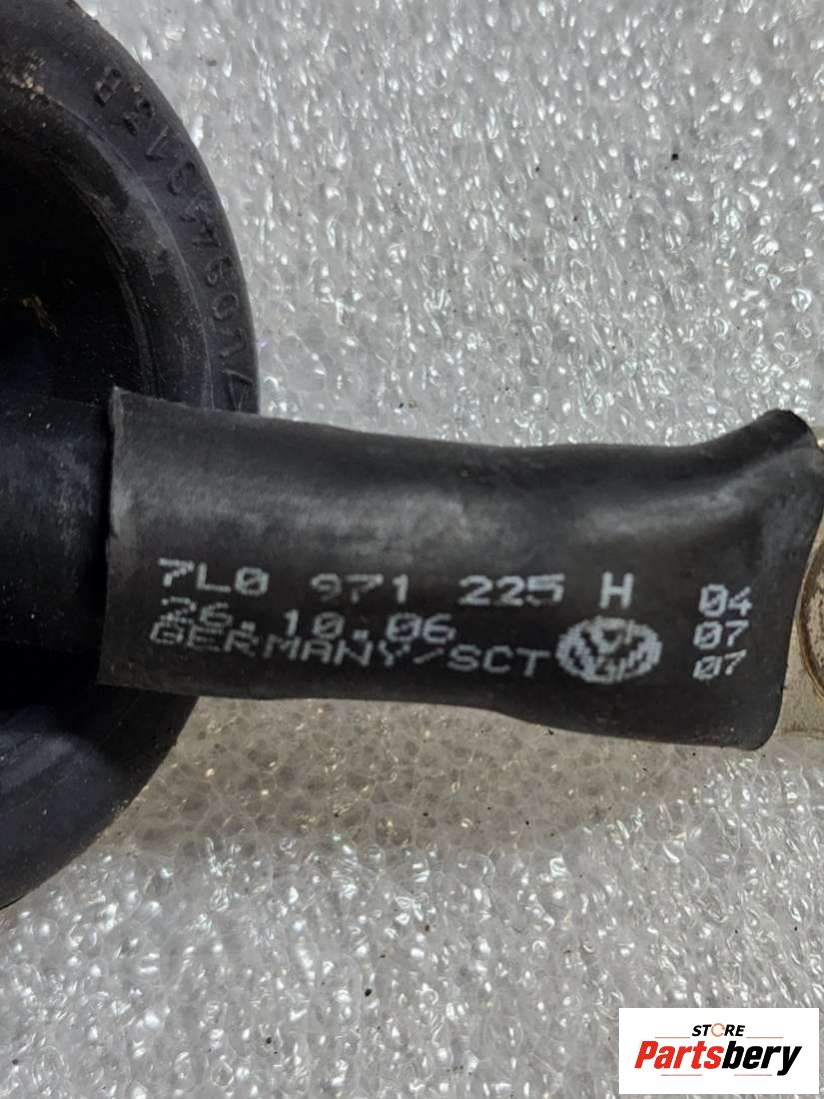 7L0 971 225 H
26.10.06
GERMANY/SCT
04
07
07
STORE
Partsbery